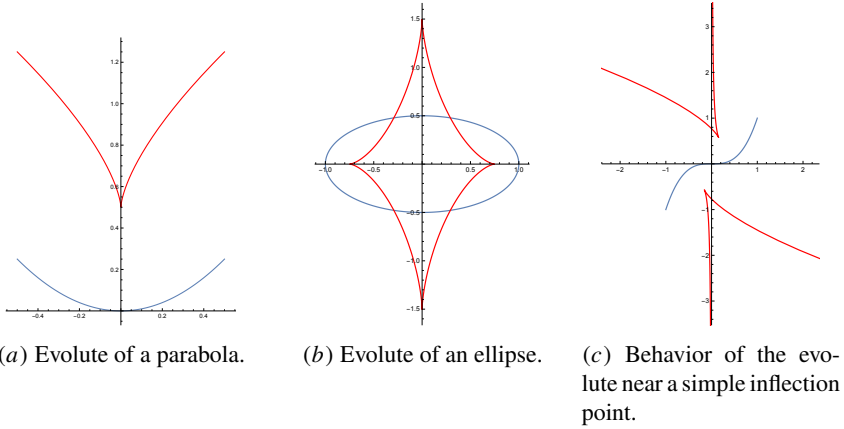 1.2
1.0
0.8
0.6
0.4
0.2
−0.4 −0.2 0.2 0.4
1.5
1.0
0.5
−1.0 −0.5 0.5 1.0
−0.5
−1.0
−1.5
3
2
1
−2 −1 1 2
−1
−2
−3
(a) Evolute of a parabola.
(b) Evolute of an ellipse.
(c) Behavior of the evo-
lute near a simple inflection
point.